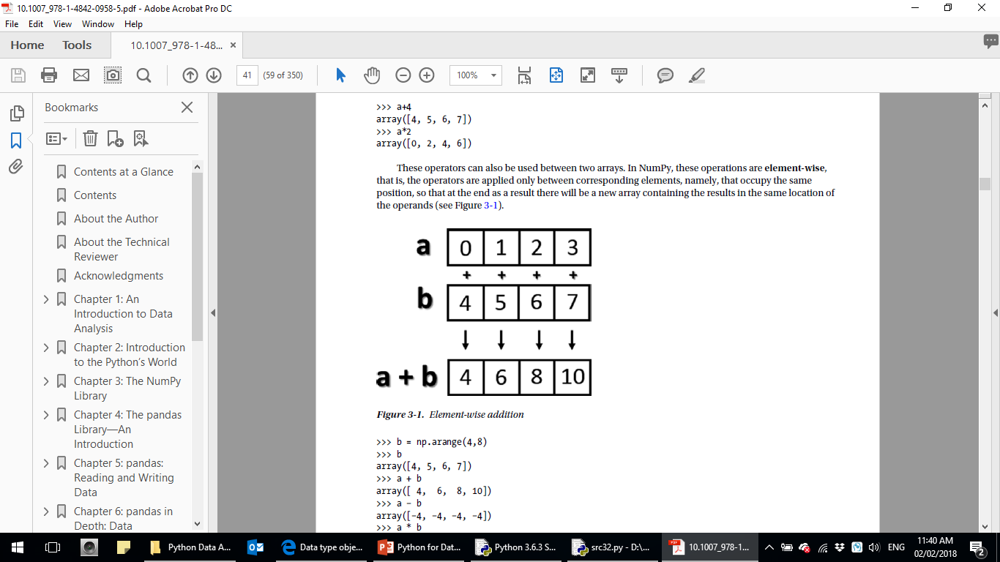 10.1007_978-1-4842-0958-5.pdf - Adobe Acrobat Pro DC
File Edit View Window Help
Home Tools 10.1007_978-1-48... ×
41 (59 of 350) 100%
Bookmarks
Contents at a Glance
Contents
About the Author
About the Technical
Reviewer
Acknowledgments
Chapter 1: An
Introduction to Data
Analysis
Chapter 2: Introduction
to the Python's World
Chapter 3: The NumPy
Library
Chapter 4: The pandas
Library—An
Introduction
Chapter 5: pandas:
Reading and Writing
Data
Chapter 6: pandas in
Depth: Data
>>> a+4
array([4, 5, 6, 7])
>>> a*2
array([0, 2, 4, 6])
These operators can also be used between two arrays. In NumPy, these operations are element-wise,
that is, the operators are applied only between corresponding elements, namely, that occupy the same
position, so that at the end as a result there will be a new array containing the results in the same location of
the operands (see Figure 3-1).
a 0 1 2 3
+ + + +
b 4 5 6 7
a + b 4 6 8 10
Figure 3-1. Element-wise addition
>>> b = np.arange(4,8)
>>> b
array([4, 5, 6, 7])
>>> a + b
array([ 4,  6,  8, 10])
>>> a - b
array([-4, -4, -4, -4])
>>> a * b
Python Data A... Data type obje... Python for Dat... Python 3.6.3 S... src32.py - D:\... 10.1007_978-1... ENG 11:40 AM
02/02/2018 2